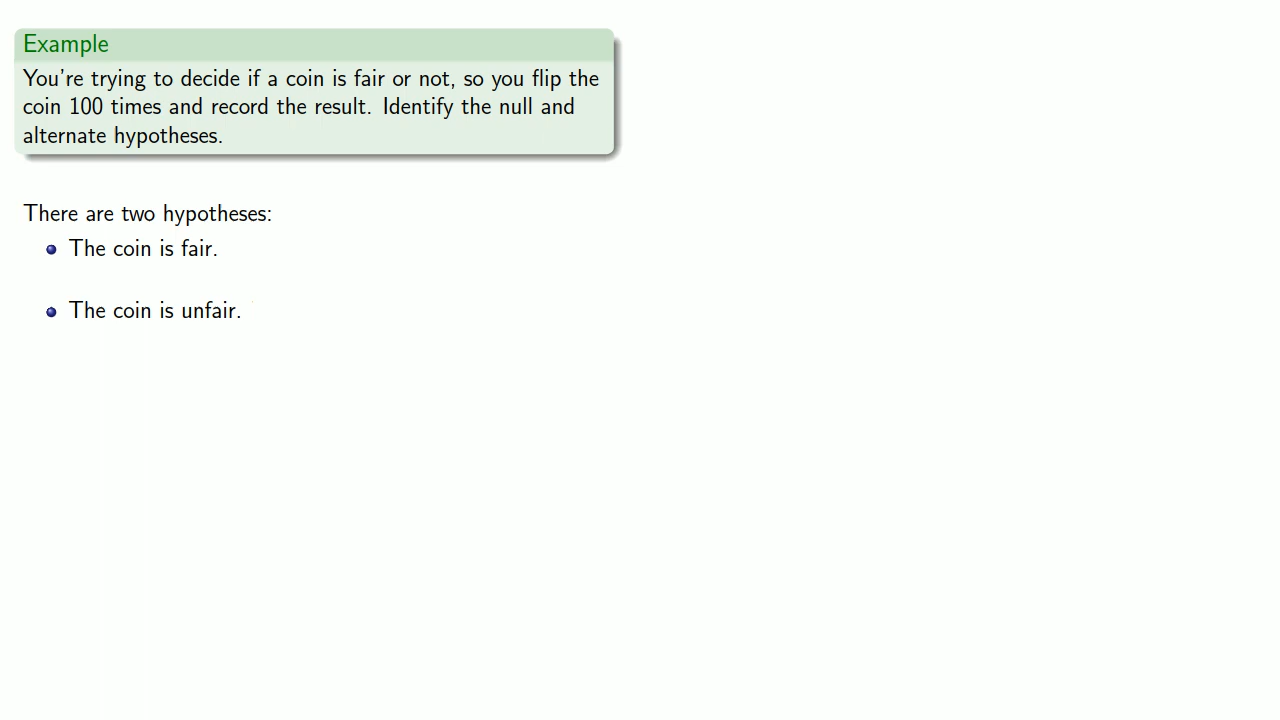 Example
You're trying to decide if a coin is fair or not, so you flip the
coin 100 times and record the result. Identify the null and
alternate hypotheses.
There are two hypotheses:
The coin is fair.
The coin is unfair.